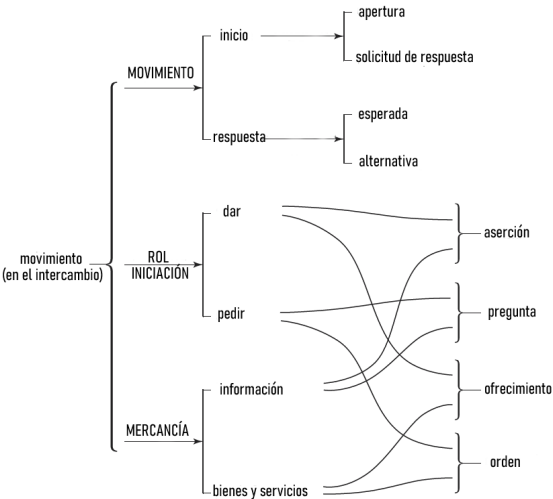 apertura
inicio
MOVIMIENTO
solicitud de respuesta
esperada
respuesta
alternativa
dar
aserción
movimiento
(en el intercambio)
ROL
INICIACIÓN
pedir
pregunta
información
ofrecimiento
MERCANCÍA
orden
bienes y servicios